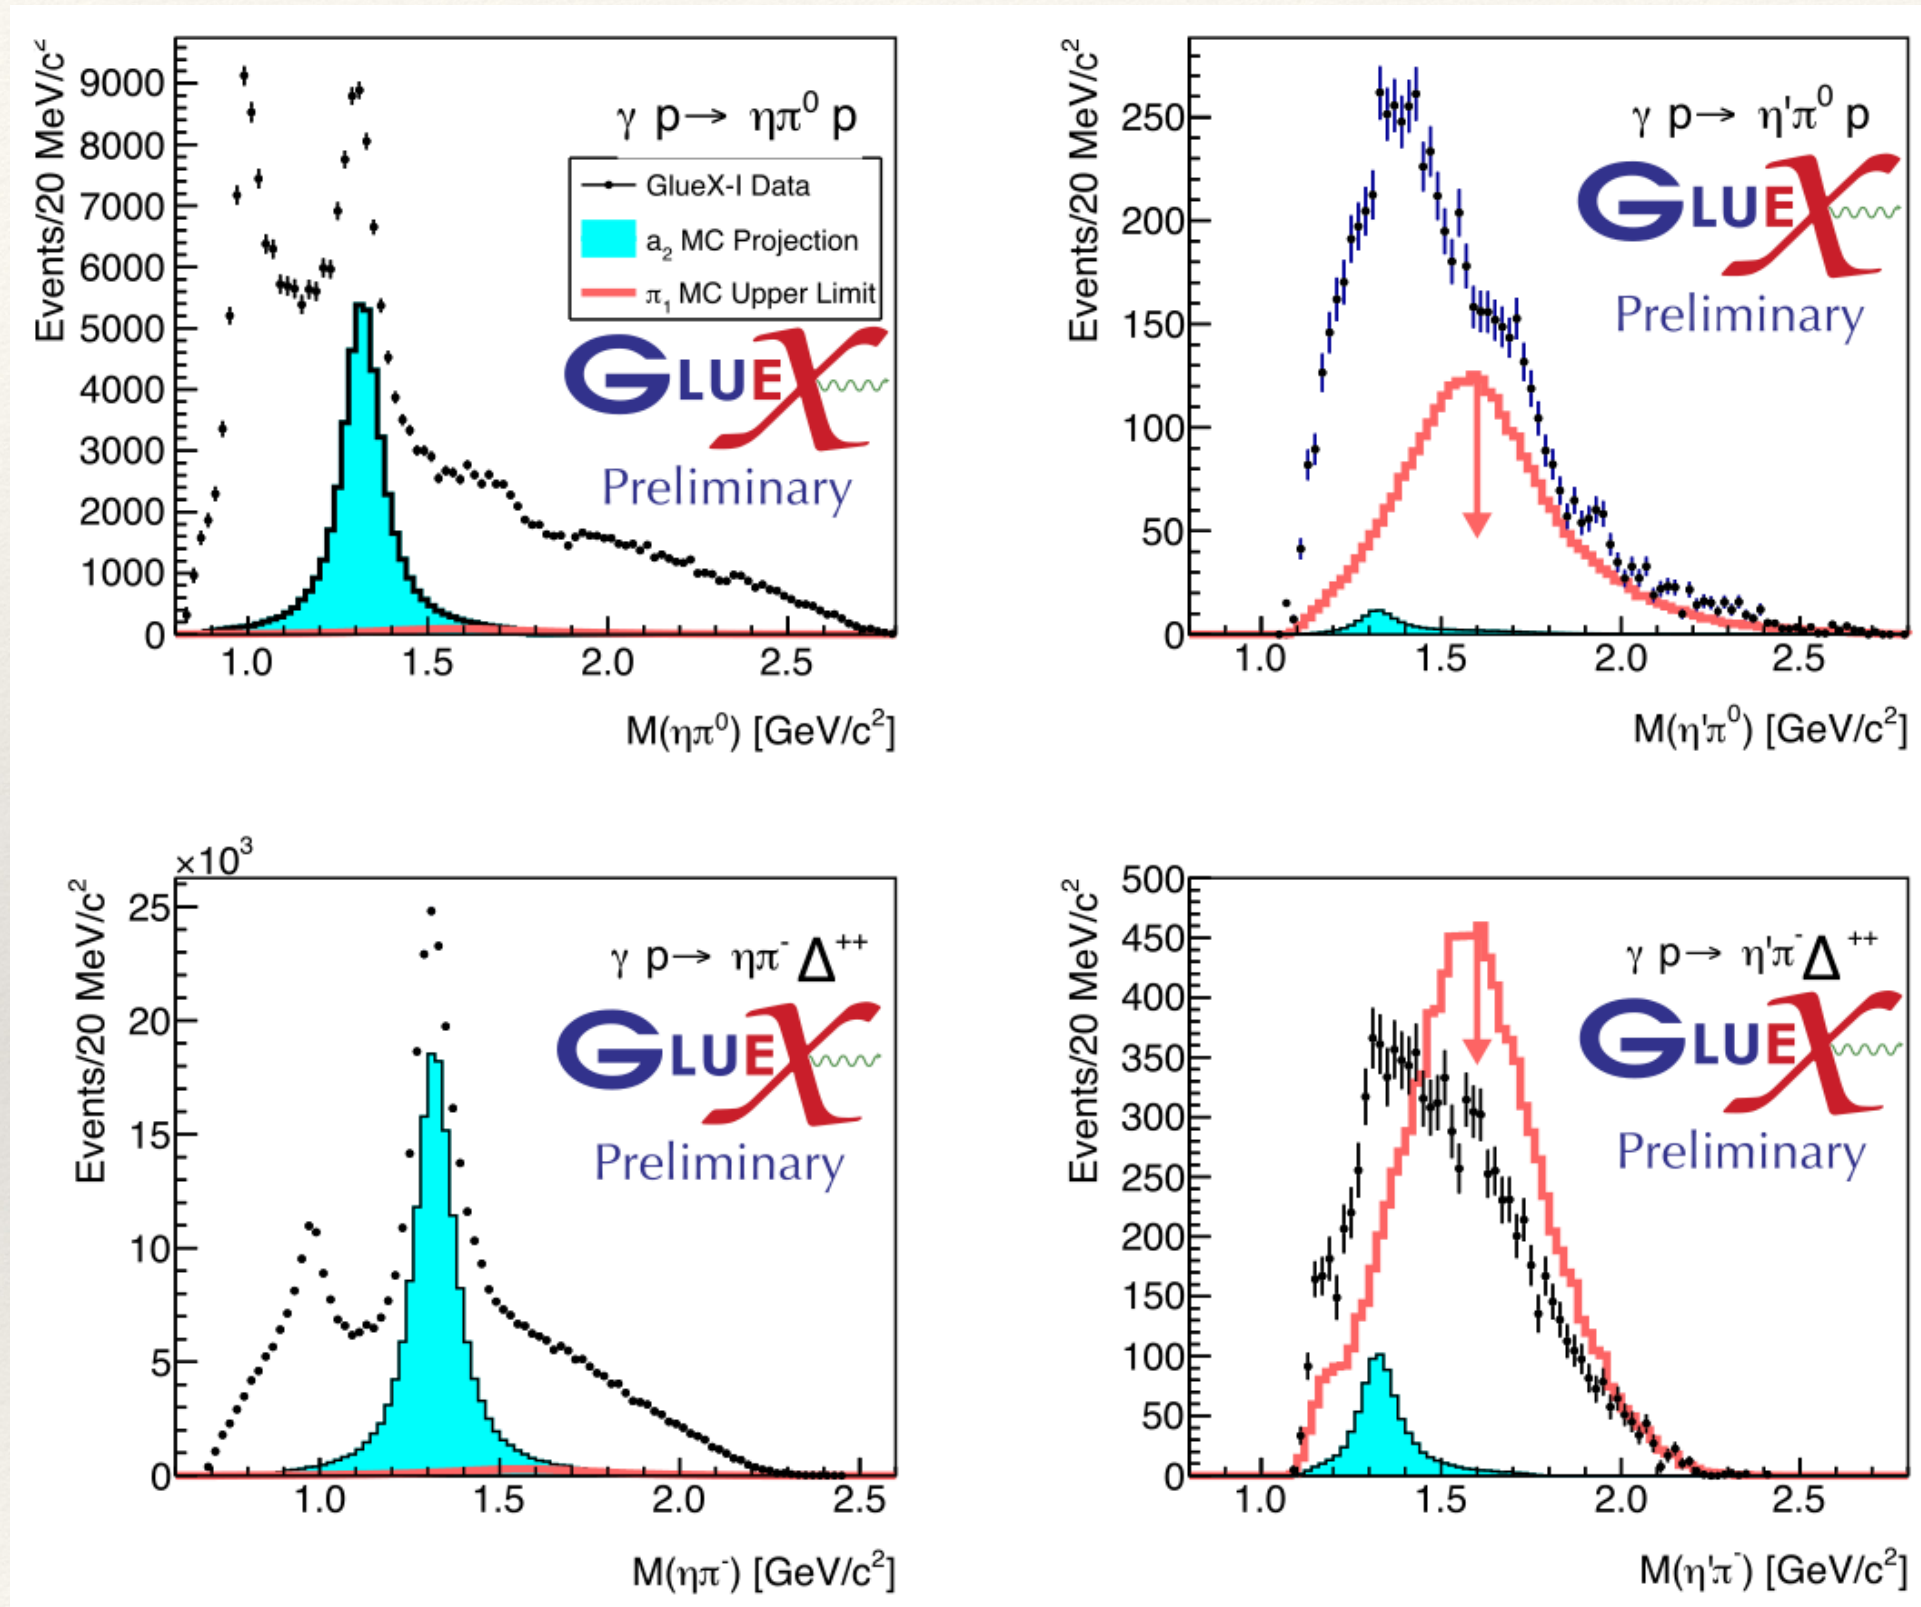 Events/20 MeV/c²
9000
8000
7000
6000
5000
4000
3000
2000
1000
0
γ p→ ηπ⁰ p
GlueX-I Data
a₂ MC Projection
π₁ MC Upper Limit
GLUEX
Preliminary
1.0 1.5 2.0 2.5
M(ηπ⁰) [GeV/c²]
Events/20 MeV/c²
250
200
150
100
50
0
γ p→ η'π⁰ p
GLUEX
Preliminary
1.0 1.5 2.0 2.5
M(η'π⁰) [GeV/c²]
×10³
Events/20 MeV/c²
25
20
15
10
5
0
γ p→ ηπ⁻ Δ⁺⁺
GLUEX
Preliminary
1.0 1.5 2.0 2.5
M(ηπ⁻) [GeV/c²]
Events/20 MeV/c²
500
450
400
350
300
250
200
150
100
50
0
γ p→ η'π⁻ Δ⁺⁺
GLUEX
Preliminary
1.0 1.5 2.0 2.5
M(η'π⁻) [GeV/c²]